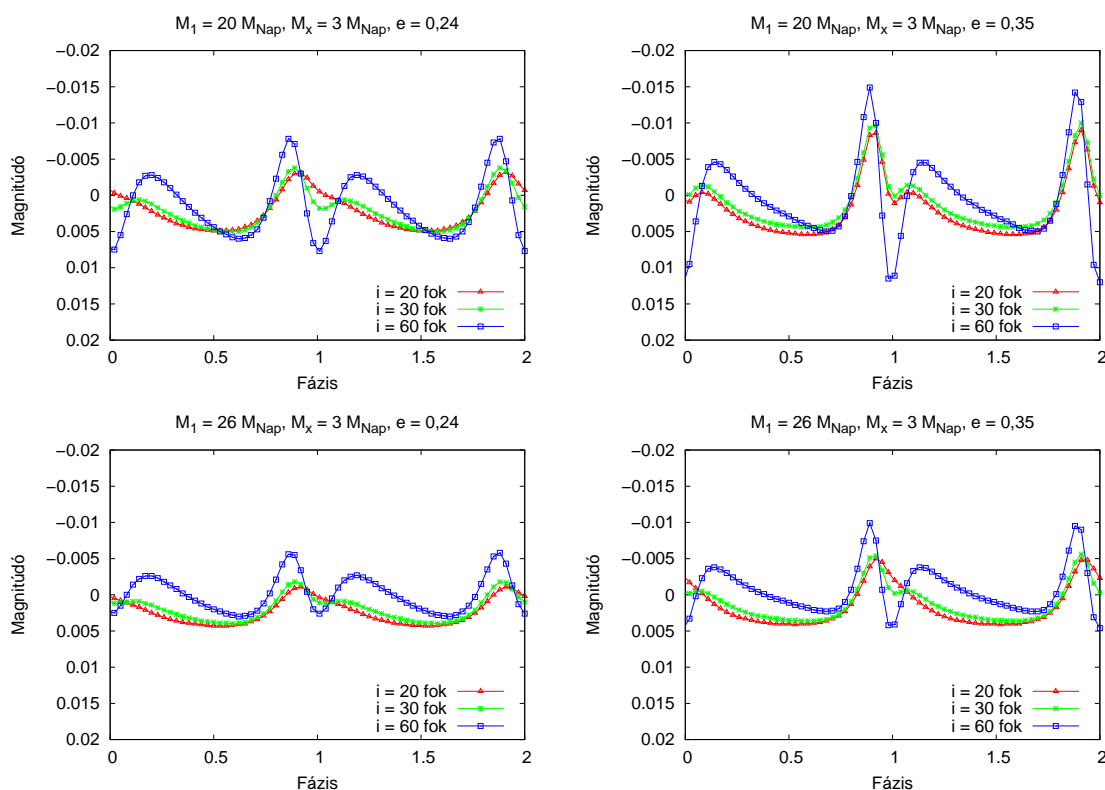 M₁ = 20 M_Nap, Mₓ = 3 M_Nap, e = 0,24
−0.02
−0.015
−0.01
−0.005
0
0.005
0.01
0.015
0.02
Magnitúdó
i = 20 fok
i = 30 fok
i = 60 fok
0 0.5 1 1.5 2
Fázis
M₁ = 20 M_Nap, Mₓ = 3 M_Nap, e = 0,35
−0.02
−0.015
−0.01
−0.005
0
0.005
0.01
0.015
0.02
Magnitúdó
i = 20 fok
i = 30 fok
i = 60 fok
0 0.5 1 1.5 2
Fázis
M₁ = 26 M_Nap, Mₓ = 3 M_Nap, e = 0,24
−0.02
−0.015
−0.01
−0.005
0
0.005
0.01
0.015
0.02
Magnitúdó
i = 20 fok
i = 30 fok
i = 60 fok
0 0.5 1 1.5 2
Fázis
M₁ = 26 M_Nap, Mₓ = 3 M_Nap, e = 0,35
−0.02
−0.015
−0.01
−0.005
0
0.005
0.01
0.015
0.02
Magnitúdó
i = 20 fok
i = 30 fok
i = 60 fok
0 0.5 1 1.5 2
Fázis